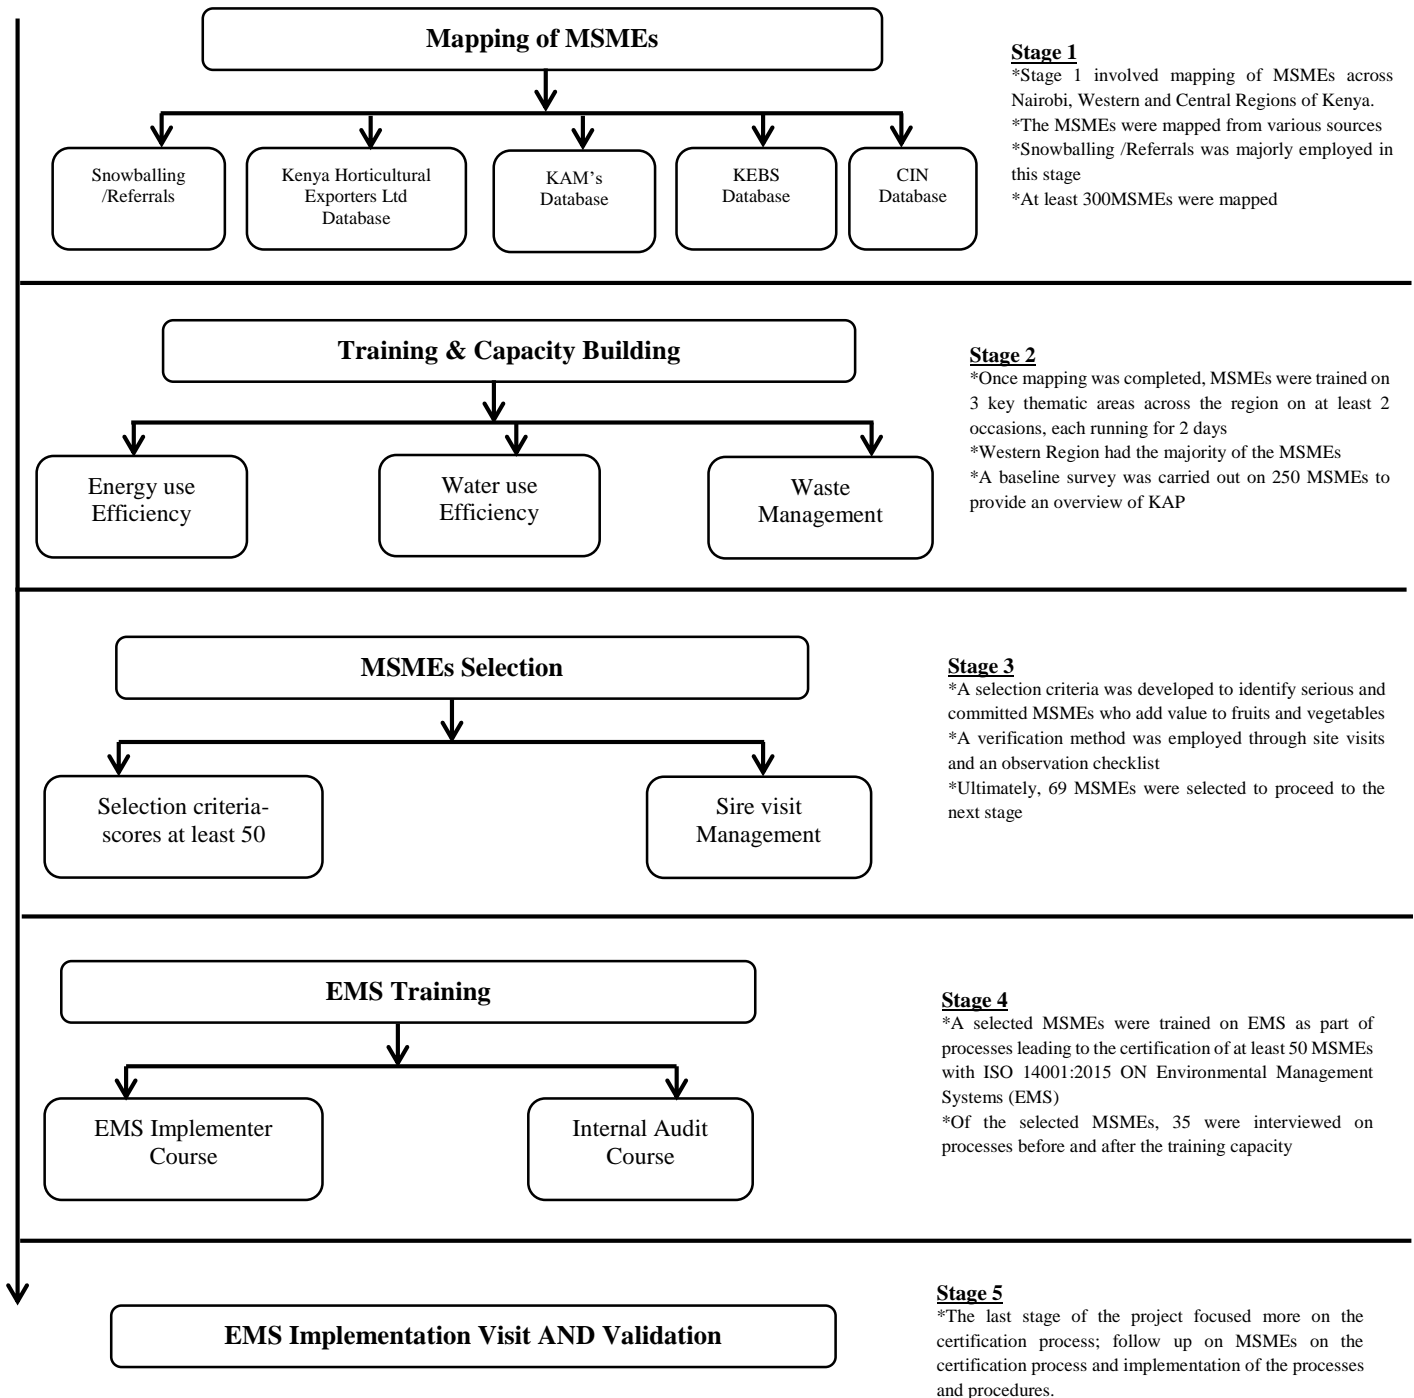 Mapping of MSMEs
Snowballing
/Referrals
Kenya Horticultural
Exporters Ltd
Database
KAM’s
Database
KEBS
Database
CIN
Database
Stage 1
*Stage 1 involved mapping of MSMEs across
Nairobi, Western and Central Regions of Kenya.
*The MSMEs were mapped from various sources
*Snowballing /Referrals was majorly employed in
this stage
*At least 300MSMEs were mapped
Training & Capacity Building
Energy use
Efficiency
Water use
Efficiency
Waste
Management
Stage 2
*Once mapping was completed, MSMEs were trained on
3 key thematic areas across the region on at least 2
occasions, each running for 2 days
*Western Region had the majority of the MSMEs
*A baseline survey was carried out on 250 MSMEs to
provide an overview of KAP
MSMEs Selection
Selection criteria-
scores at least 50
Sire visit
Management
Stage 3
*A selection criteria was developed to identify serious and
committed MSMEs who add value to fruits and vegetables
*A verification method was employed through site visits
and an observation checklist
*Ultimately, 69 MSMEs were selected to proceed to the
next stage
EMS Training
EMS Implementer
Course
Internal Audit
Course
Stage 4
*A selected MSMEs were trained on EMS as part of
processes leading to the certification of at least 50 MSMEs
with ISO 14001:2015 ON Environmental Management
Systems (EMS)
*Of the selected MSMEs, 35 were interviewed on
processes before and after the training capacity
EMS Implementation Visit AND Validation
Stage 5
*The last stage of the project focused more on the
certification process; follow up on MSMEs on the
certification process and implementation of the processes
and procedures.